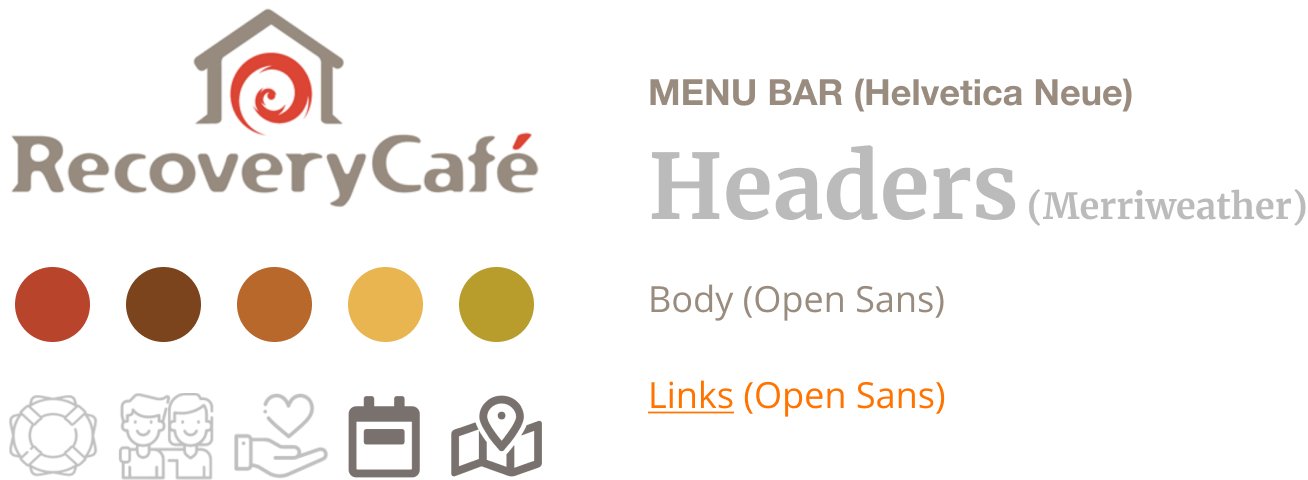 RecoveryCafé
MENU BAR (Helvetica Neue)
Headers (Merriweather)
Body (Open Sans)
Links (Open Sans)